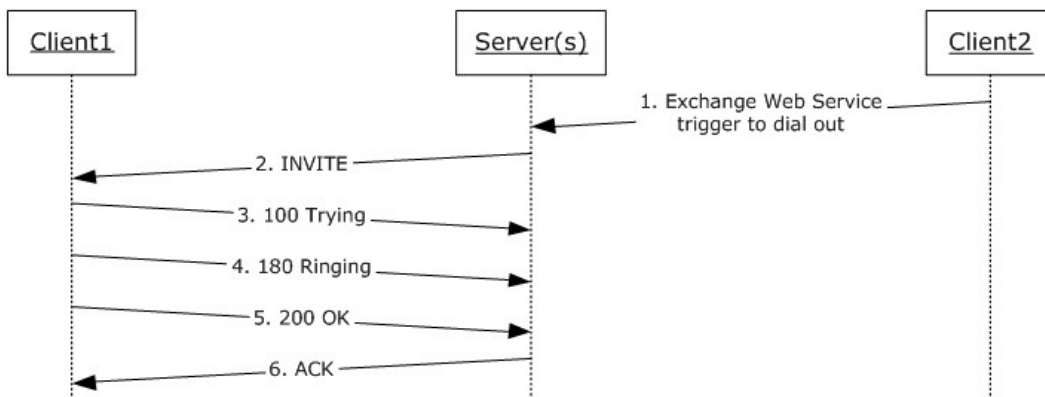 Client1
Server(s)
Client2
1. Exchange Web Service
trigger to dial out
2. INVITE
3. 100 Trying
4. 180 Ringing
5. 200 OK
6. ACK